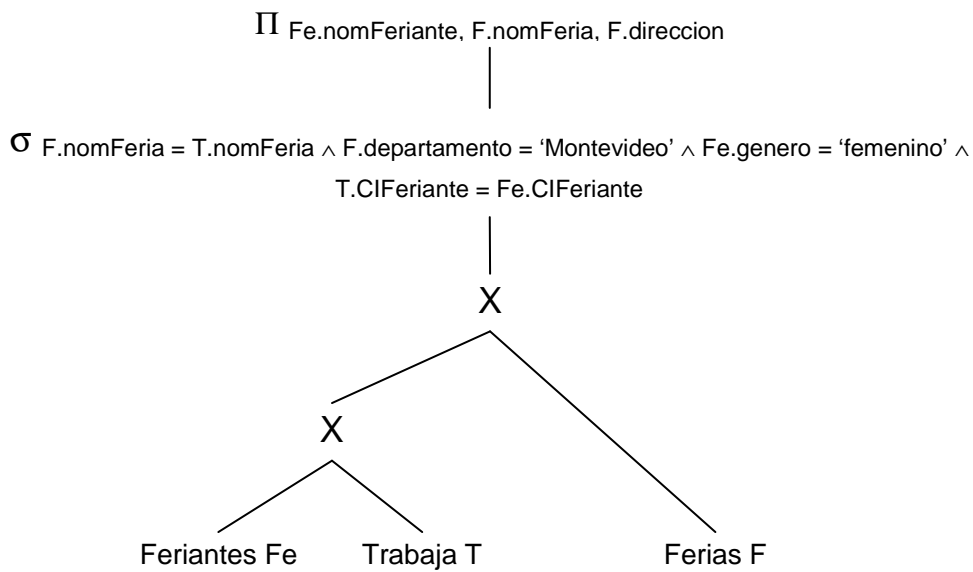 Π Fe.nomFeriante, F.nomFeria, F.direccion
σ F.nomFeria = T.nomFeria ∧ F.departamento = ‘Montevideo’ ∧ Fe.genero = ‘femenino’ ∧
T.CIFeriante = Fe.CIFeriante
X
X
Feriantes Fe Trabaja T Ferias F